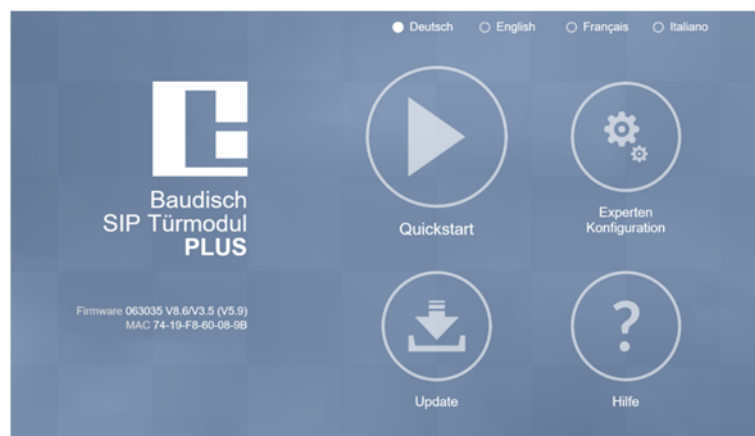 Deutsch English Français Italiano
Baudisch
SIP Türmodul
PLUS
Firmware 063035 V8.6/V3.5 (V5.9)
MAC 74-19-F8-60-08-9B
Quickstart
Experten
Konfiguration
Update
Hilfe